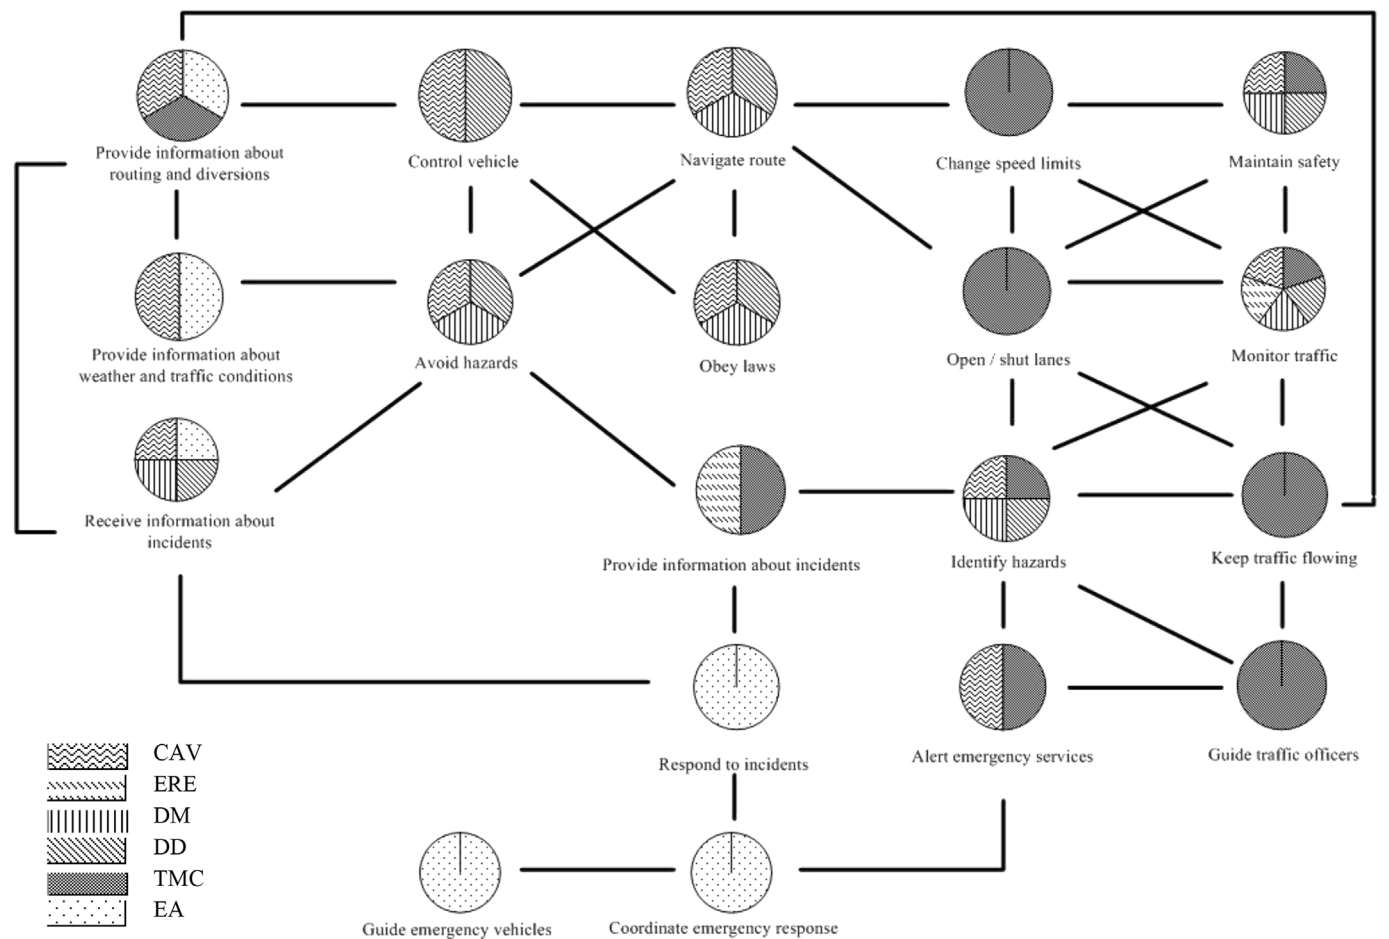 Provide information about
routing and diversions
Control vehicle
Navigate route
Change speed limits
Maintain safety
Provide information about
weather and traffic conditions
Avoid hazards
Obey laws
Open / shut lanes
Monitor traffic
Receive information about
incidents
Provide information about incidents
Identify hazards
Keep traffic flowing
Respond to incidents
Alert emergency services
Guide traffic officers
Guide emergency vehicles
Coordinate emergency response
CAV
ERE
DM
DD
TMC
EA